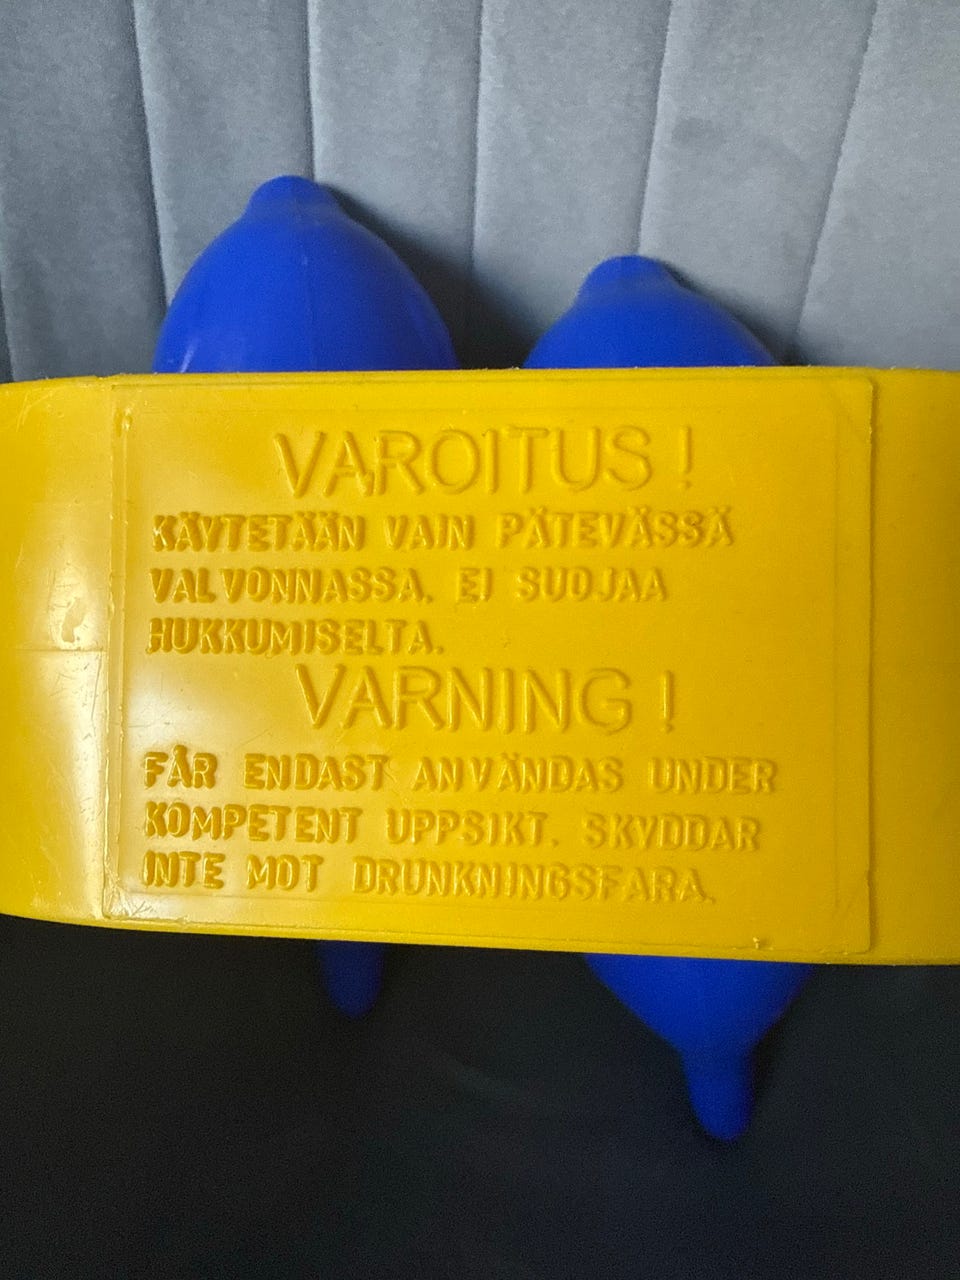 VAROITUS !
KÄYTETÄÄN VAIN PÄTEVÄSSÄ
VALVONNASSA. EI SUOJAA
HUKKUMISELTA.
VARNING !
FÅR ENDAST ANVÄNDAS UNDER
KOMPETENT UPPSIKT. SKYDDAR
INTE MOT DRUNKNINGSFARA.